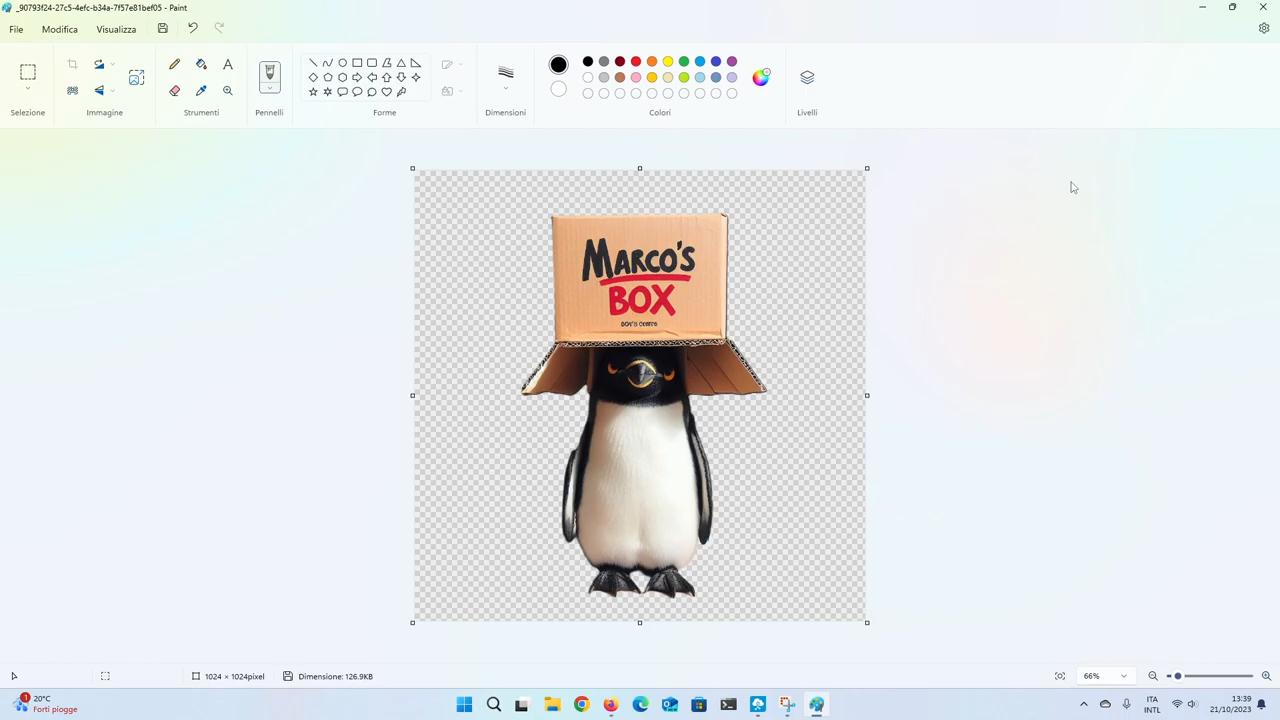 _90793f24-27c5-4efc-b34a-7f57e81bef05 - Paint
File Modifica Visualizza
Selezione Immagine Strumenti Pennelli Forme Dimensioni Colori Livelli
MARCO'S
BOX
1024 × 1024pixel Dimensione: 126.9KB 66%
1 20°C
Forti piogge
ITA
INTL
13:39
21/10/2023